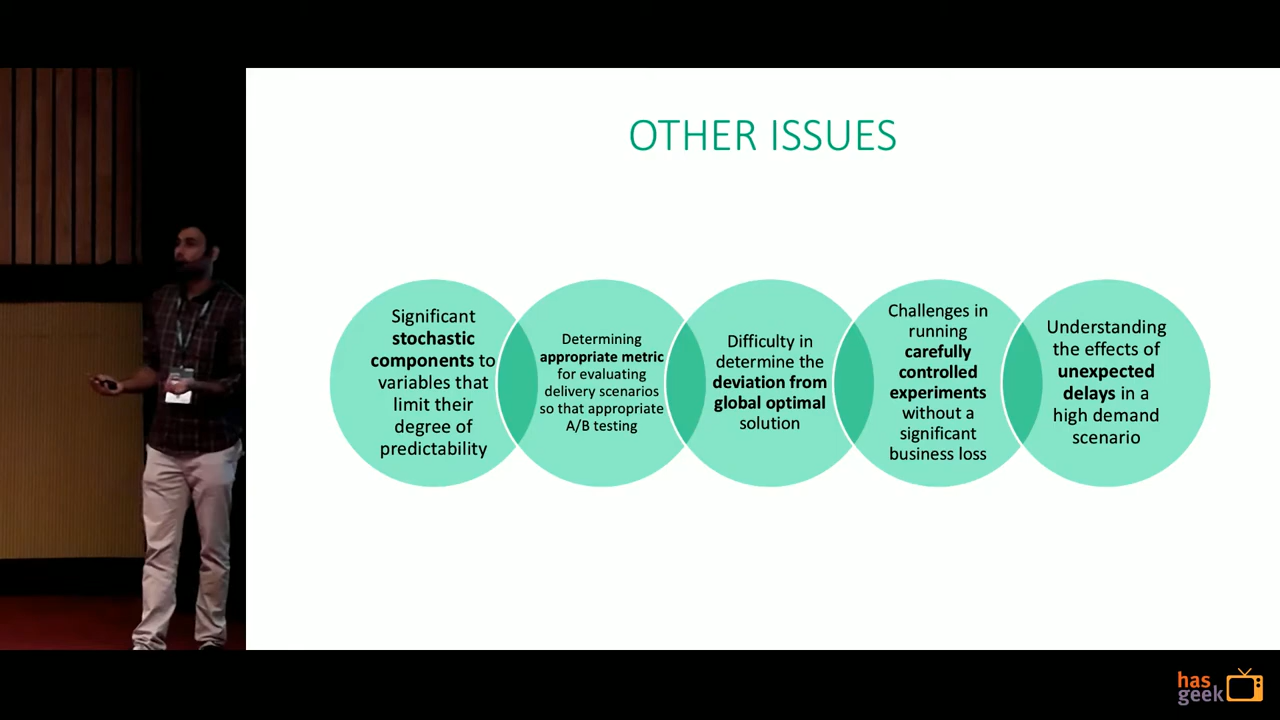 OTHER ISSUES
Significant
stochastic
components to
variables that
limit their
degree of
predictability
Determining
appropriate metric
for evaluating
delivery scenarios
so that appropriate
A/B testing
Difficulty in
determine the
deviation from
global optimal
solution
Challenges in
running
carefully
controlled
experiments
without a
significant
business loss
Understanding
the effects of
unexpected
delays in a
high demand
scenario
has
geek